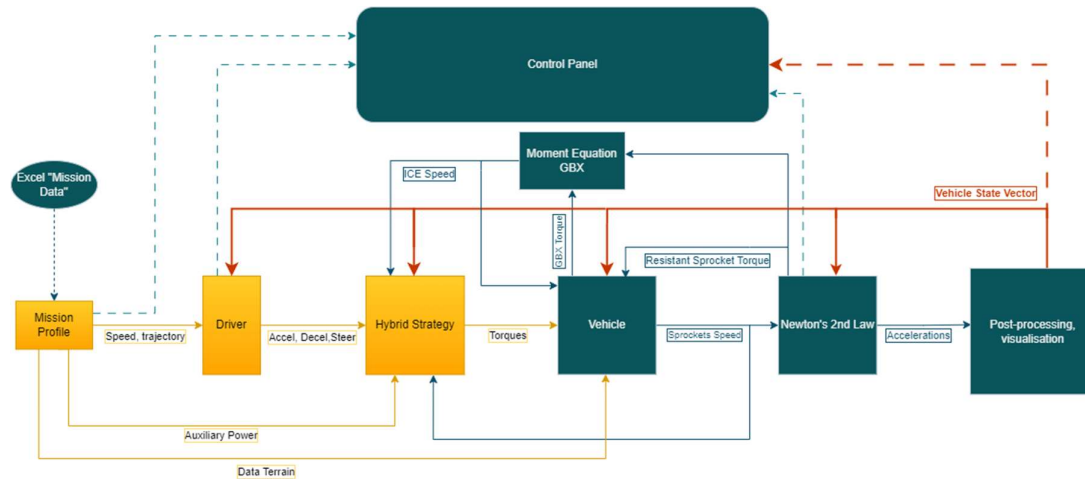 Control Panel
Moment Equation
GBX
Excel "Mission
Data"
ICE Speed
Vehicle State Vector
GBX Torque
Resistant Sprocket Torque
Mission
Profile
Speed, trajectory
Driver
Accel, Decel,Steer
Hybrid Strategy
Torques
Vehicle
Sprockets Speed
Newton's 2nd Law
Accelerations
Post-processing,
visualisation
Auxiliary Power
Data Terrain